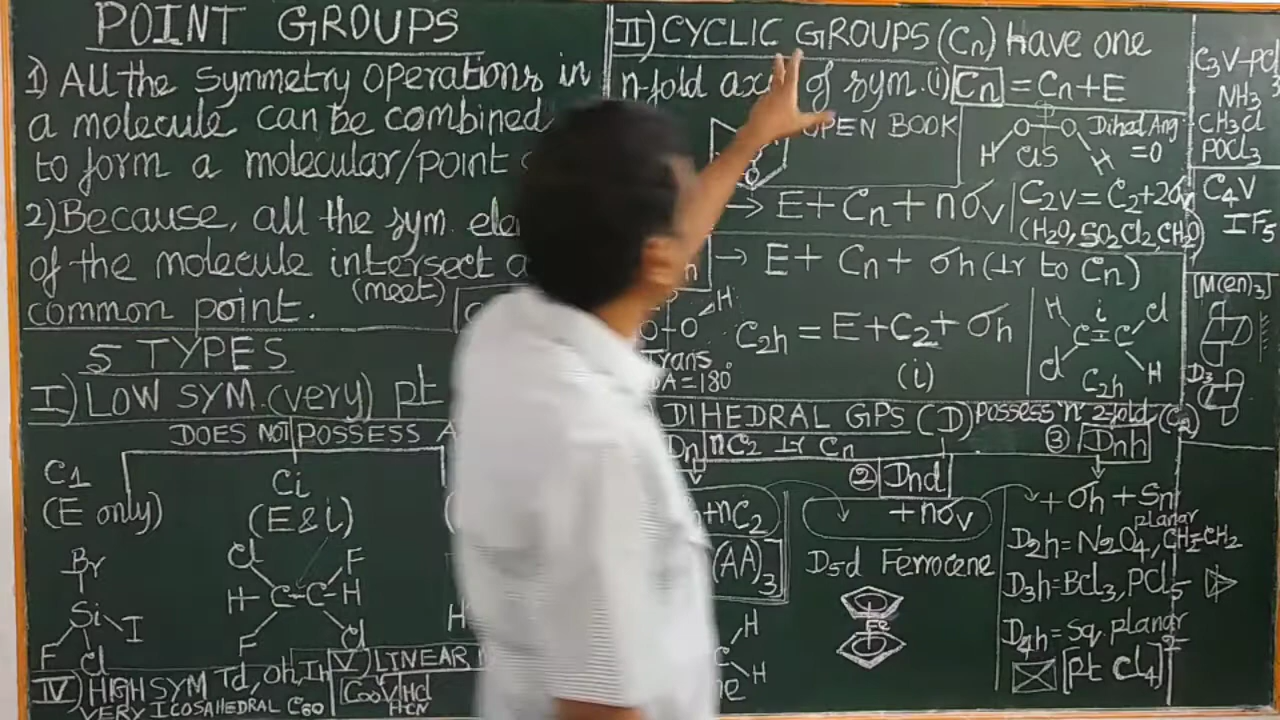 POINT GROUPS
1) All the symmetry operations in
a molecule can be combined
to form a molecular/point
2) Because, all the sym.
of the molecule intersect
(meet)
common point.
5 TYPES
I) LOW SYM. (very) pt
DOES NOT POSSESS
C1
(E only)
Ci
(E & i)
Br
Si
I
F
Cl
Cl
F
H-C-C-H
F
Cl
H
IV) HIGH SYM Td, Oh, Ih
VERY ICOSAHEDRAL C60
V LINEAR
C∞V HCl
HCN
II) CYCLIC GROUPS (Cn) Have one
n-fold axis of sym. (i) Cn = Cn + E
OPEN BOOK
O O
H H
cis
Dihed Ang
=0
→ E + Cn + nσv
C2V = C2 + 2σv
(H2O, SO2Cl2, CH2O)
→ E + Cn + σh (⊥r to Cn)
H
O+O
Trans
DA = 180°
C2h = E + C2 + σh
(i)
H i Cl
C=C
Cl H
C2h
DIHEDRAL GPS (D) possess 'n' 2-fold (C2)
Dn nC2 ⊥r Cn
② Dnd
③ Dnh
+nC2
+nσv
+ σh + Sn
(AA)3
D5d Ferrocene
Fe
H
H
planar
D2h = N2O4, CH2=CH2
D3h = BCl3, PCl5
D4h = sq. planar
[pt Cl4]2-
C3V-PCl3
NH3
CH3Cl
POCl3
C4V
IF5
[M(en)3]
D3